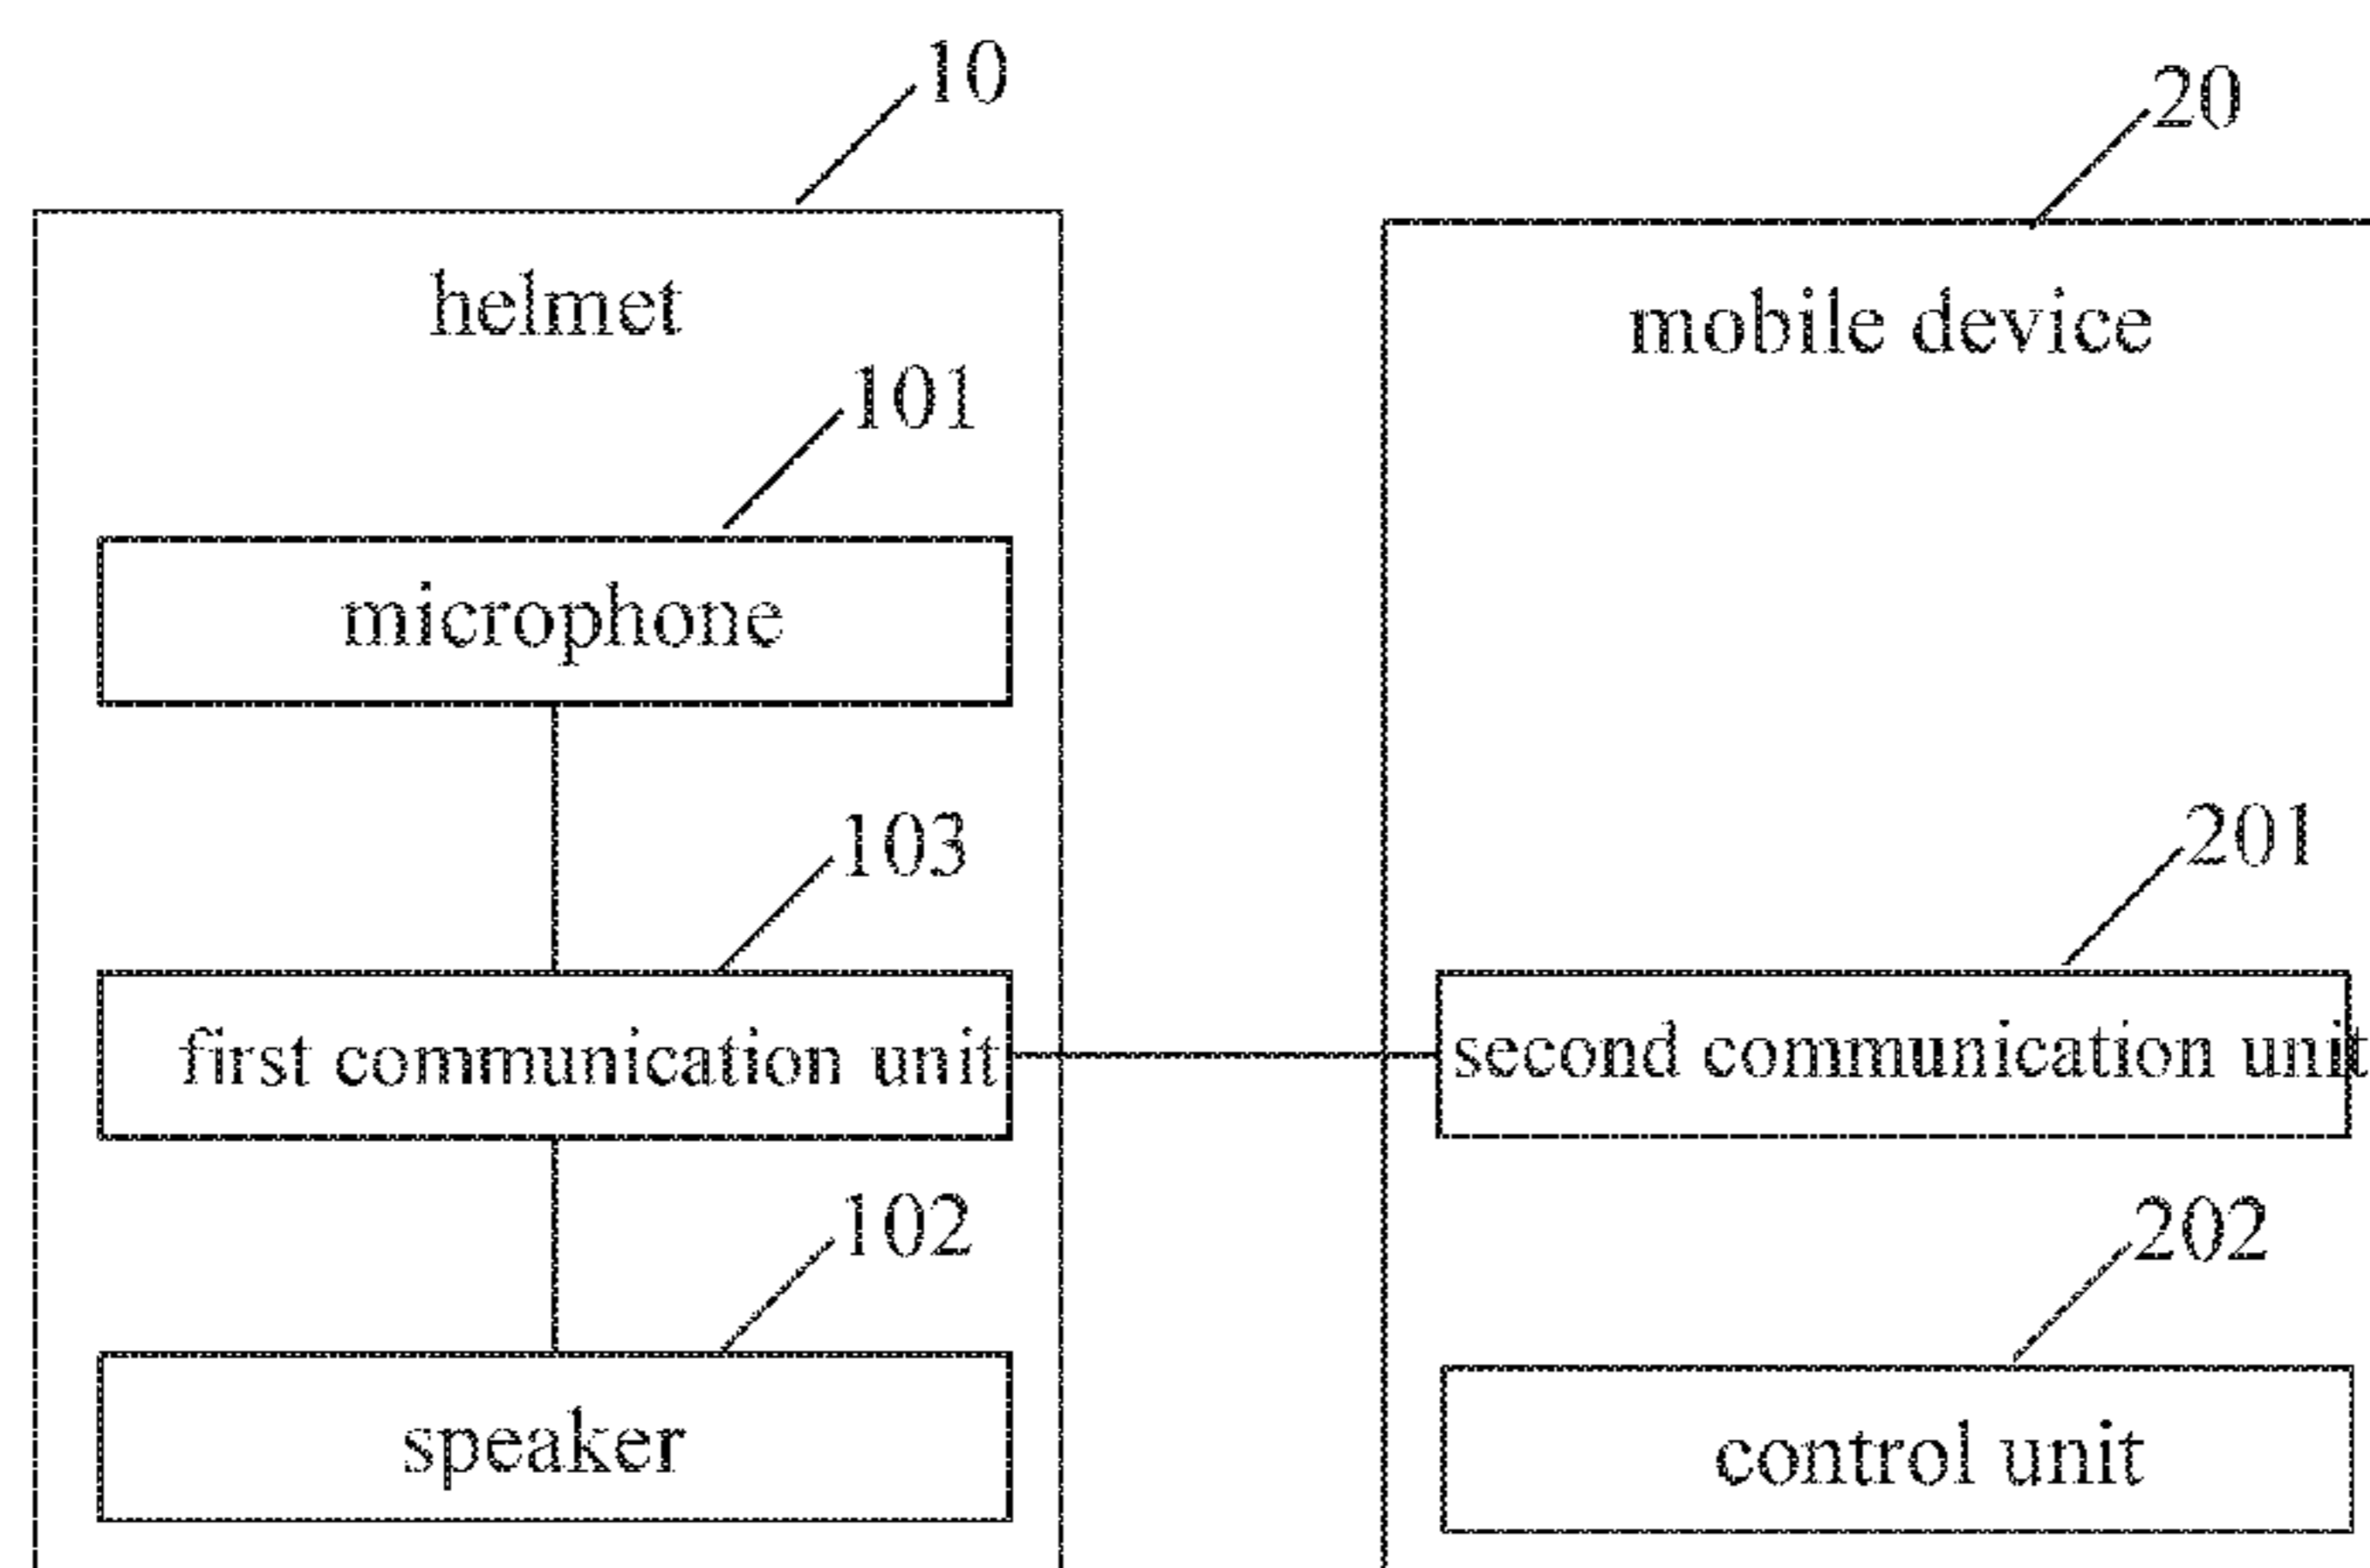 10
20
helmet
mobile device
101
microphone
103
201
first communication unit
second communication unit
102
202
speaker
control unit